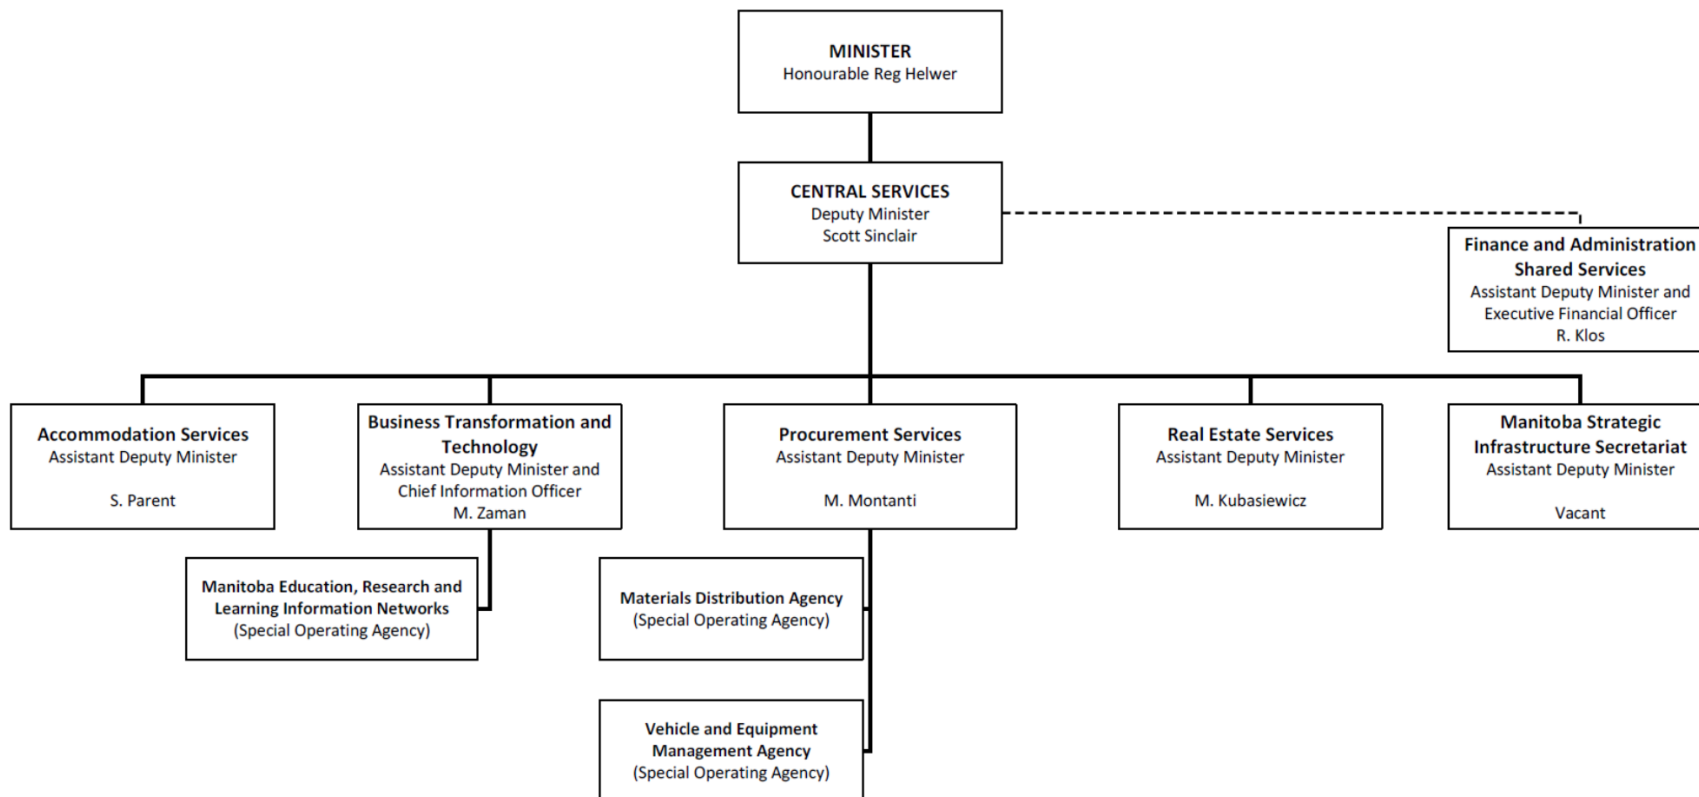 MINISTER
Honourable Reg Helwer
CENTRAL SERVICES
Deputy Minister
Scott Sinclair
Finance and Administration
Shared Services
Assistant Deputy Minister and
Executive Financial Officer
R. Klos
Accommodation Services
Assistant Deputy Minister
S. Parent
Business Transformation and
Technology
Assistant Deputy Minister and
Chief Information Officer
M. Zaman
Procurement Services
Assistant Deputy Minister
M. Montanti
Real Estate Services
Assistant Deputy Minister
M. Kubasiewicz
Manitoba Strategic
Infrastructure Secretariat
Assistant Deputy Minister
Vacant
Manitoba Education, Research and
Learning Information Networks
(Special Operating Agency)
Materials Distribution Agency
(Special Operating Agency)
Vehicle and Equipment
Management Agency
(Special Operating Agency)